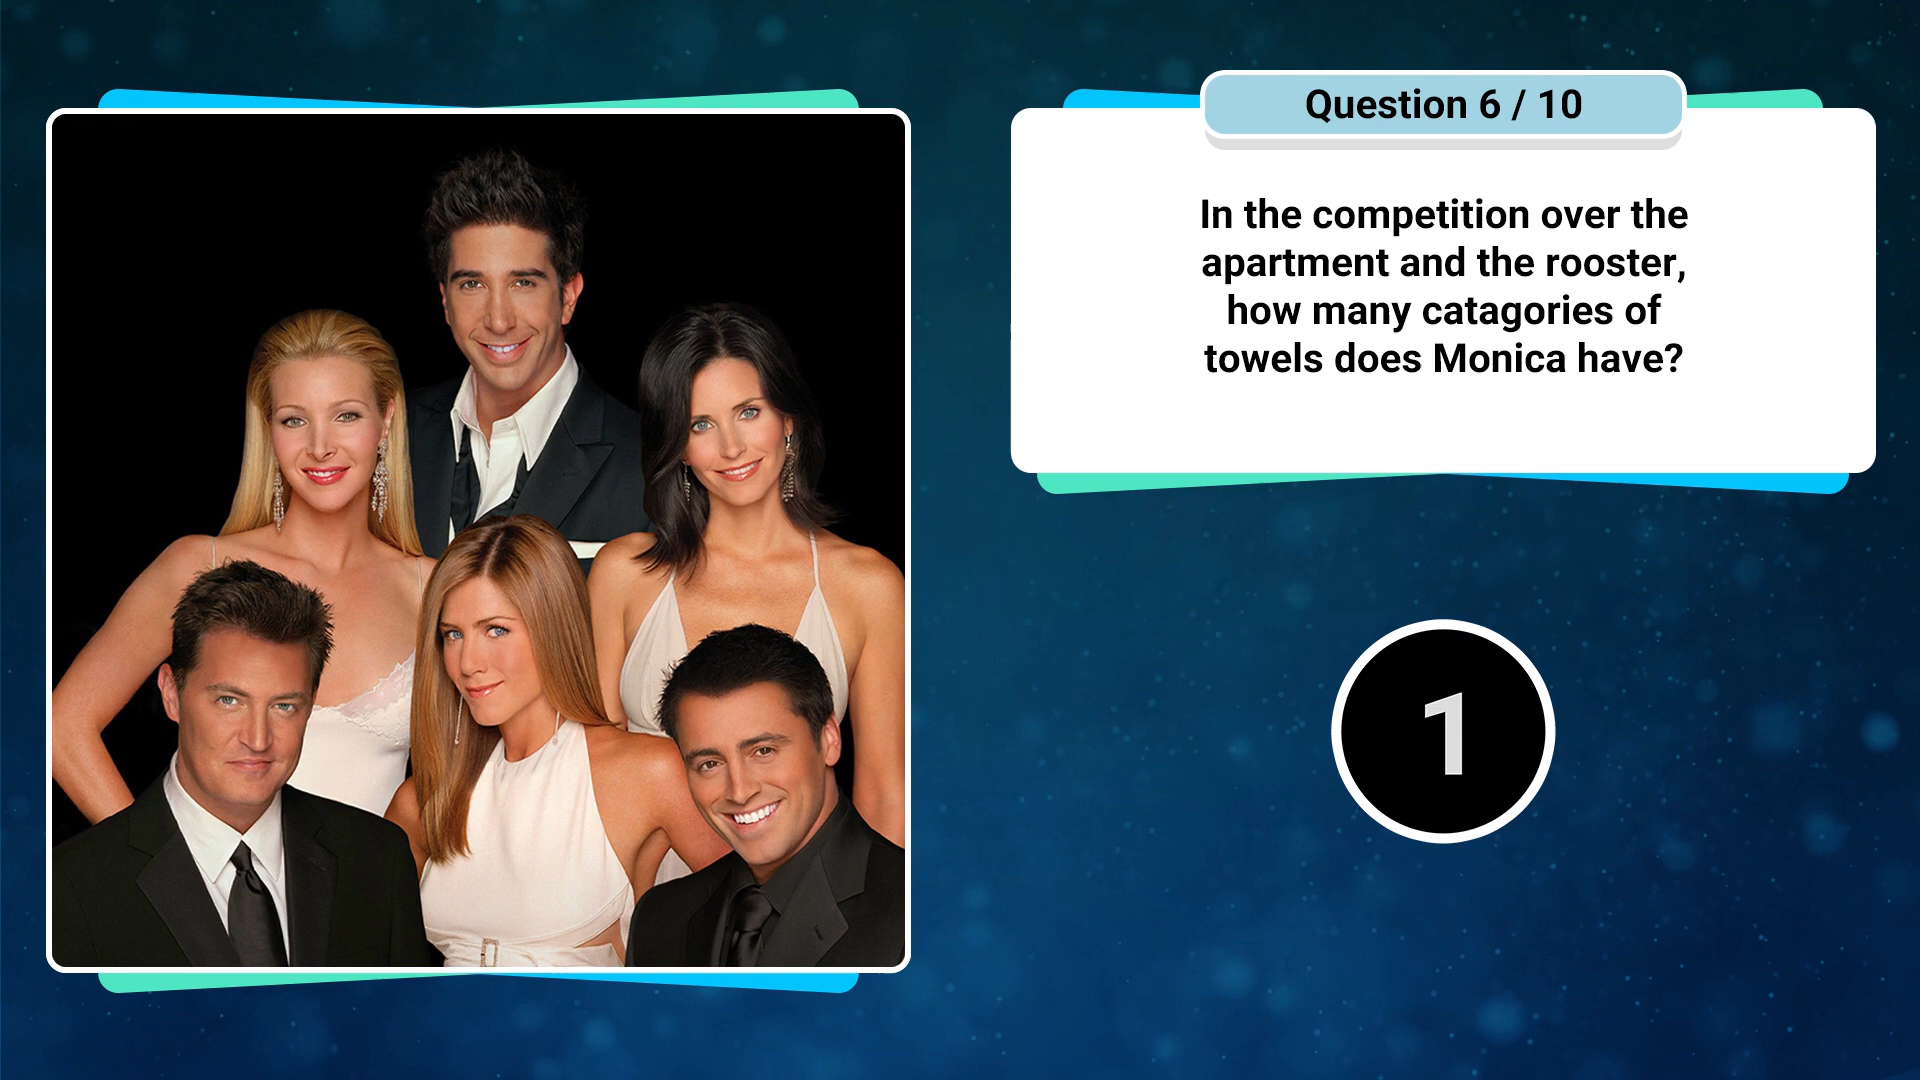 Question 6 / 10
In the competition over the
apartment and the rooster,
how many catagories of
towels does Monica have?
1